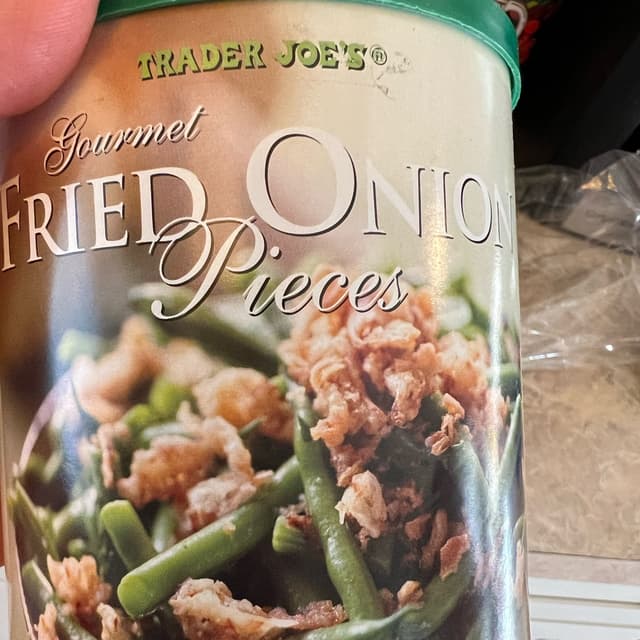 TRADER JOE'S®
Gourmet
FRIED ONION
Pieces